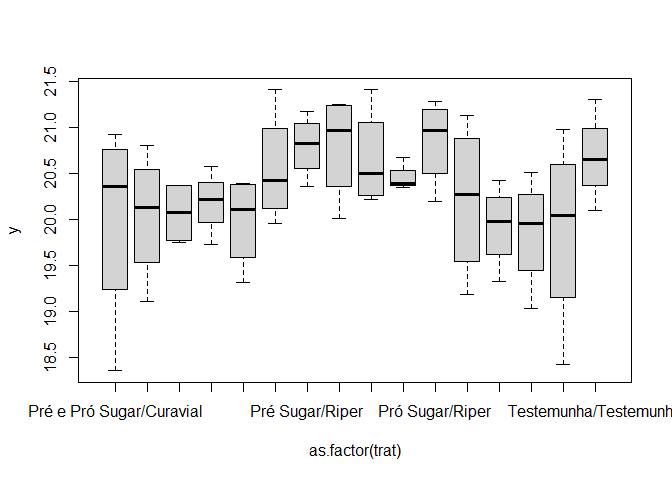 21.5
21.0
20.5
20.0
19.5
19.0
18.5
y
Pré e Pró Sugar/Curavial Pré Sugar/Riper Pró Sugar/Riper Testemunha/Testemunh
as.factor(trat)